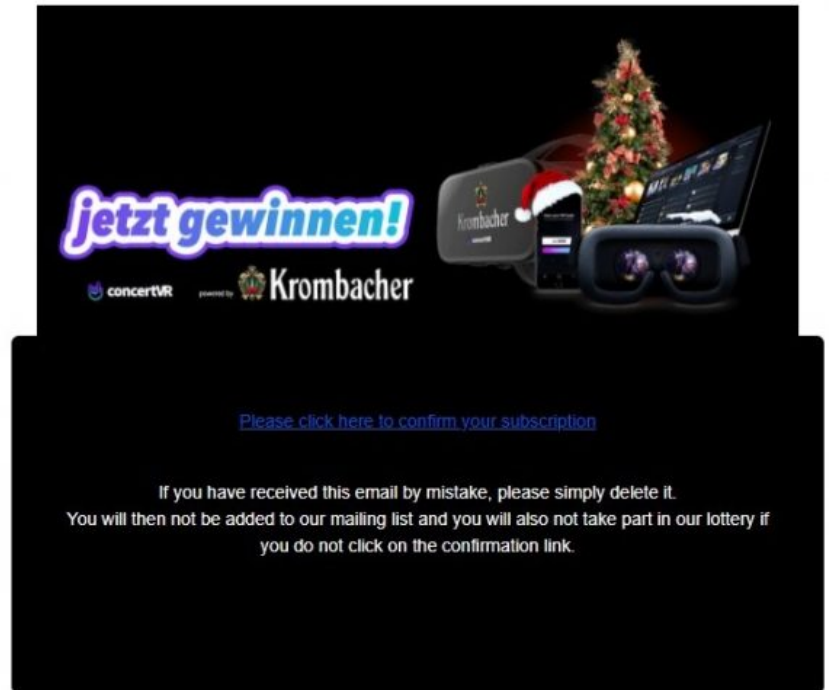 jetzt gewinnen!
concertVR powered by Krombacher
Krombacher
Please click here to confirm your subscription
If you have received this email by mistake, please simply delete it.
You will then not be added to our mailing list and you will also not take part in our lottery if
you do not click on the confirmation link.